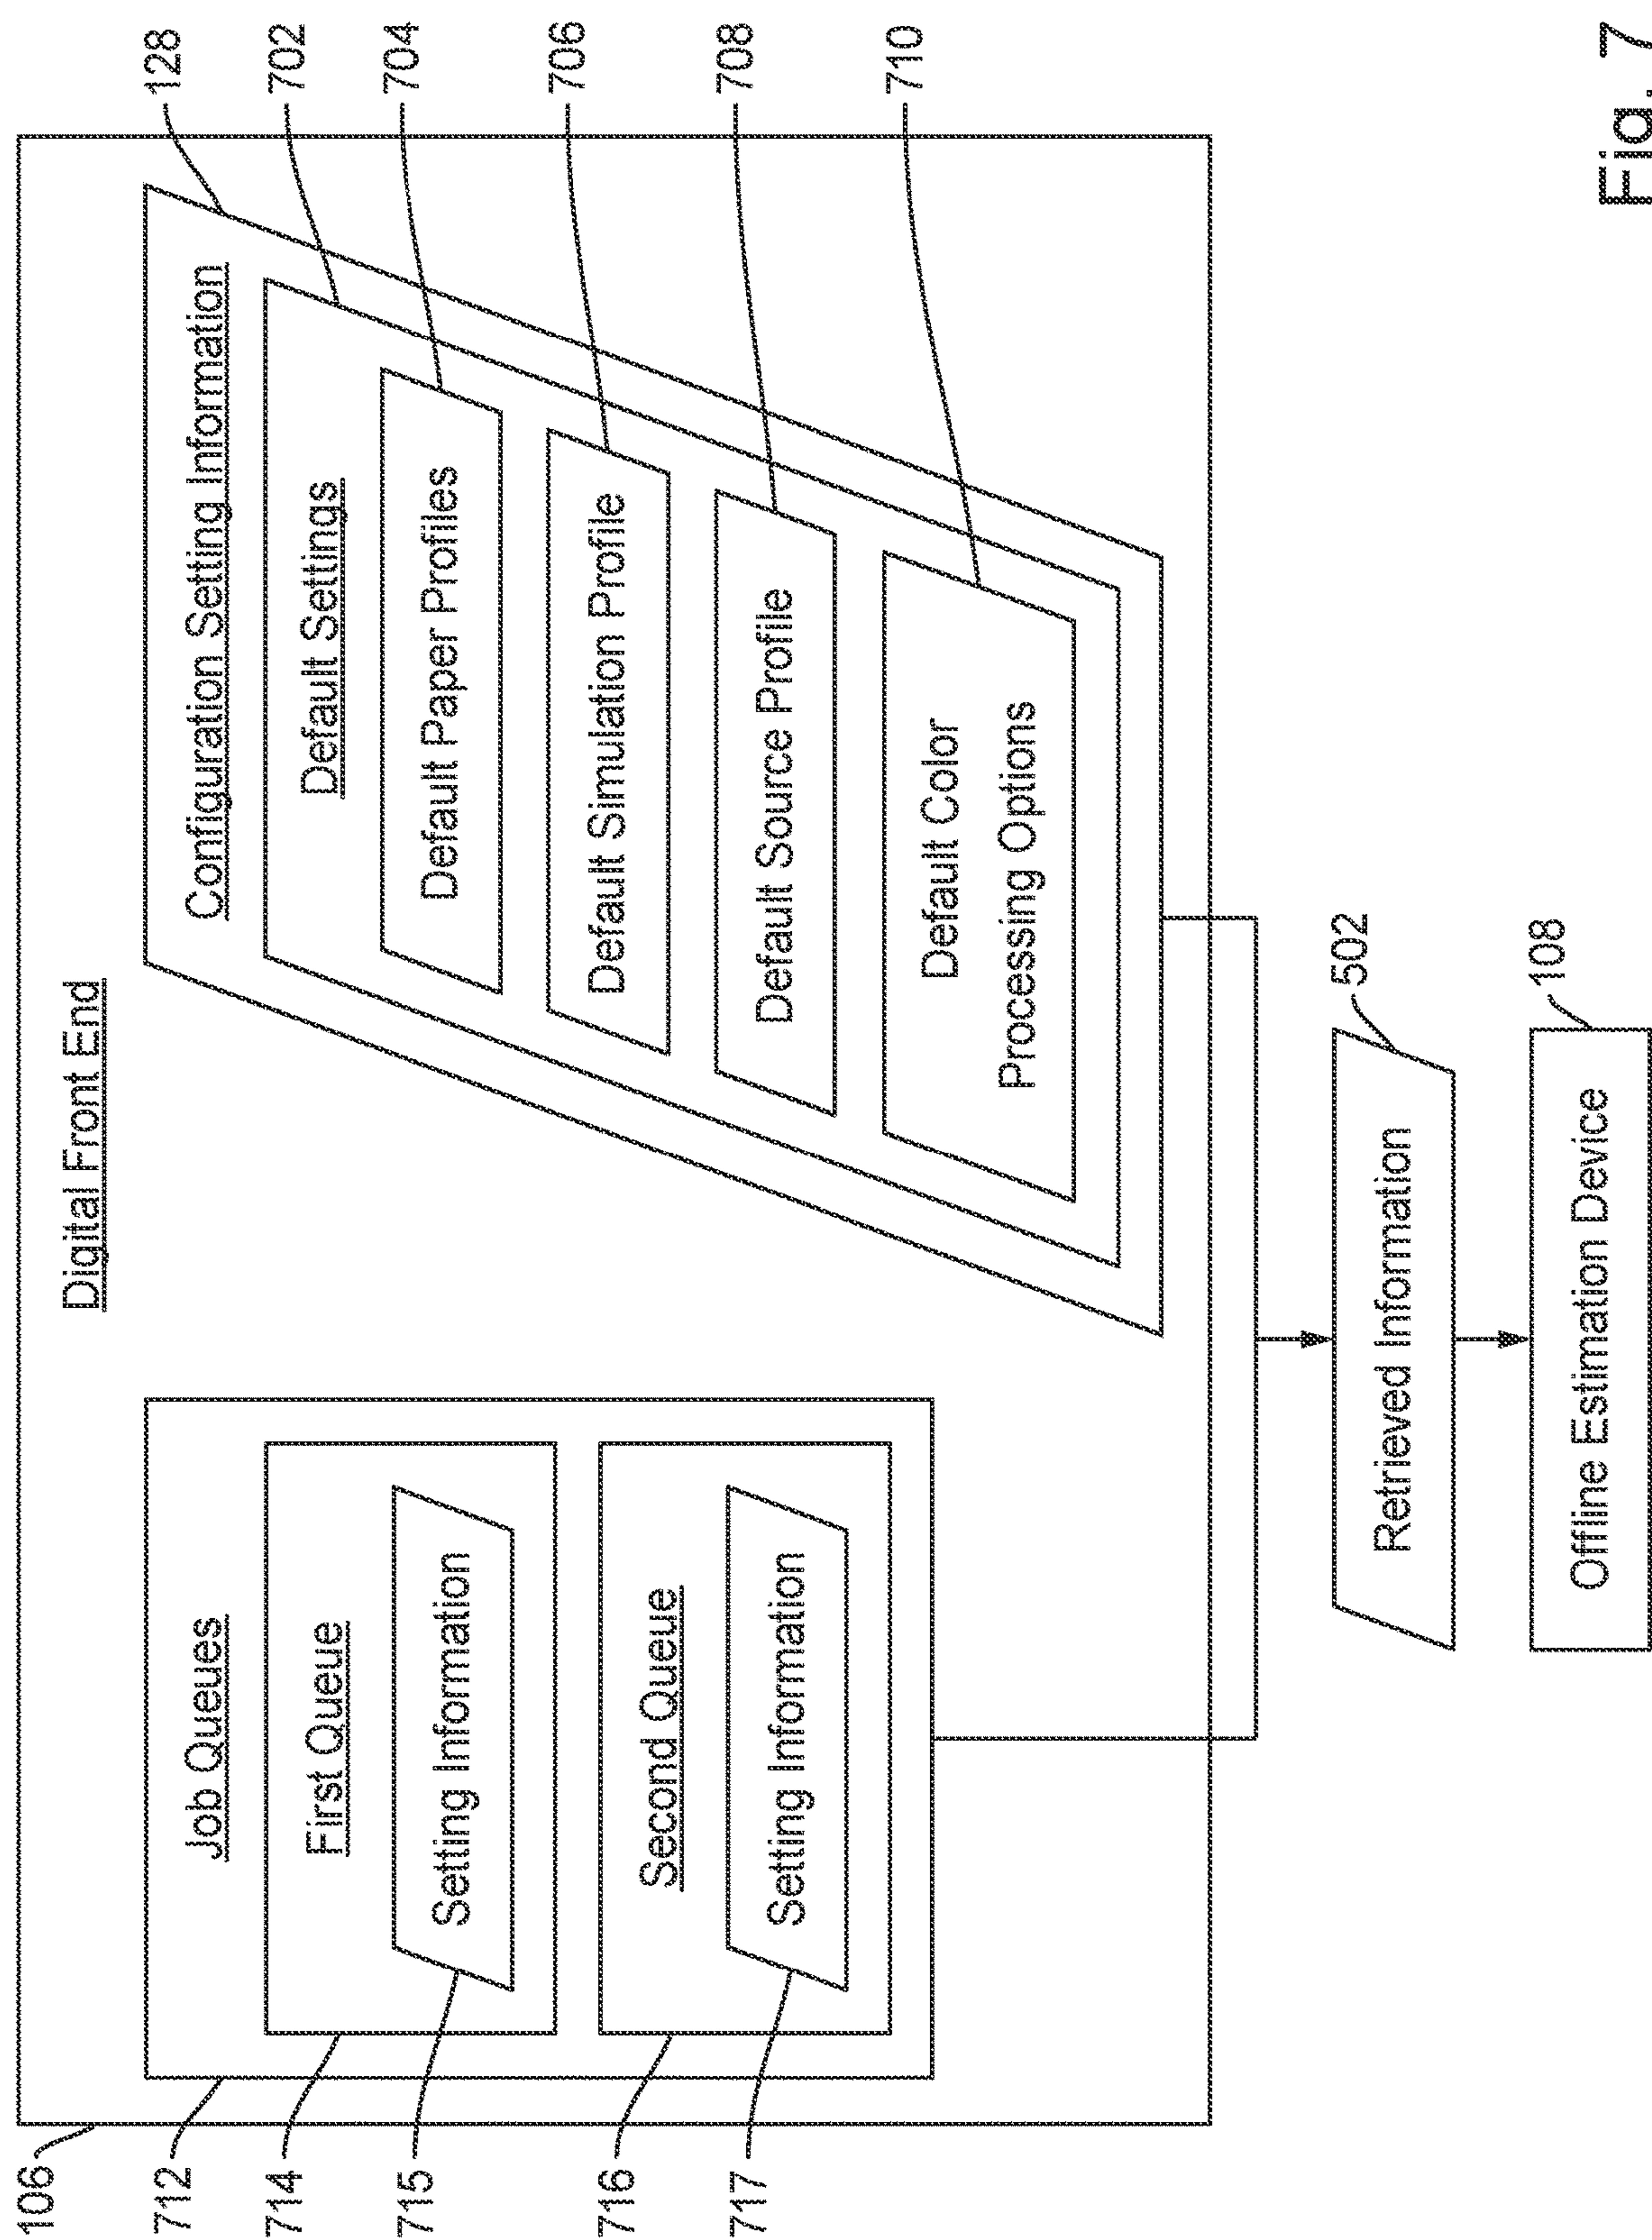 Digital Front End
106
Job Queues
712
First Queue
714
Setting Information
715
Second Queue
716
Setting Information
717
Configuration Setting Information
128
Default Settings
702
Default Paper Profiles
704
Default Simulation Profile
706
Default Source Profile
708
Default Color
Processing Options
710
Retrieved Information
502
Offline Estimation Device
108
Fig. 7